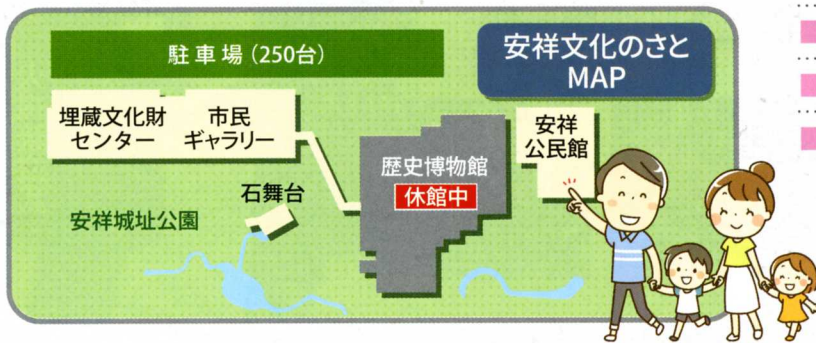 駐車場（250台）
安祥文化のさと
MAP
埋蔵文化財
センター
市民
ギャラリー
安祥
公民館
歴史博物館
休館中
石舞台
安祥城址公園